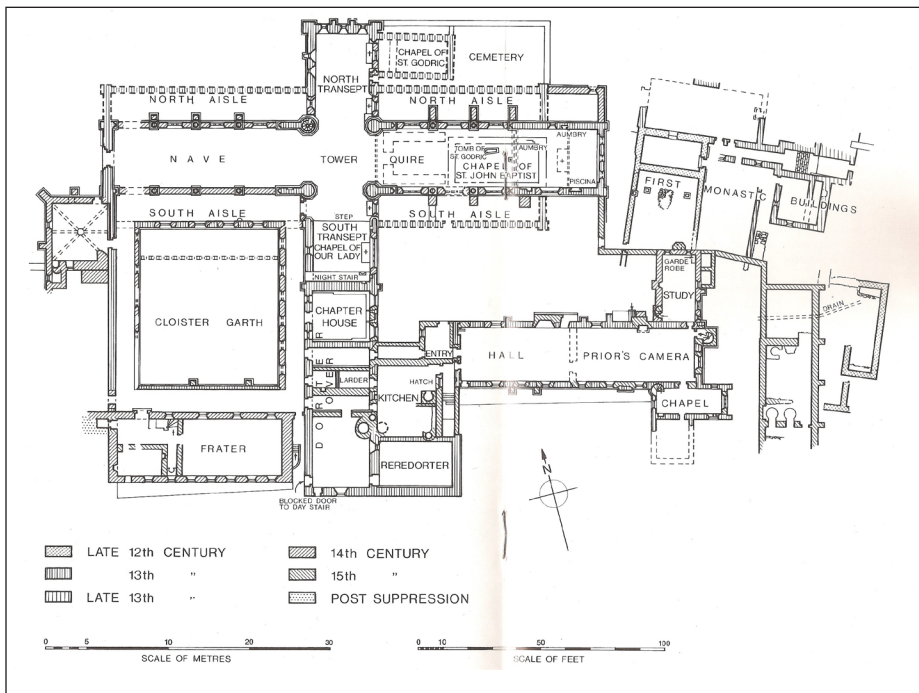 CHAPEL OF
ST. GODRIC
CEMETERY
NORTH
TRANSEPT
NORTH AISLE
NORTH AISLE
NAVE
TOWER
QUIRE
AUMBRY
TOMB OF
ST. GODRIC
AUMBRY
CHAPEL OF
ST. JOHN BAPTIST
PISCINA
FIRST
MONASTIC
BUILDINGS
SOUTH AISLE
STEP
SOUTH AISLE
SOUTH
TRANSEPT
CHAPEL OF
OUR LADY
NIGHT STAIR
GARDE
ROBE
STUDY
DRAIN
CLOISTER GARTH
CHAPTER
HOUSE
ENTRY
HALL
PRIOR'S CAMERA
DORTER
OVER
LARDER
HATCH
KITCHEN
CHAPEL
FRATER
REREDORTER
BLOCKED DOOR
TO DAY STAIR
N
LATE 12th CENTURY
13th "
LATE 13th "
14th CENTURY
15th "
POST SUPPRESSION
0 5 10 20 30
SCALE OF METRES
0 10 50 100
SCALE OF FEET